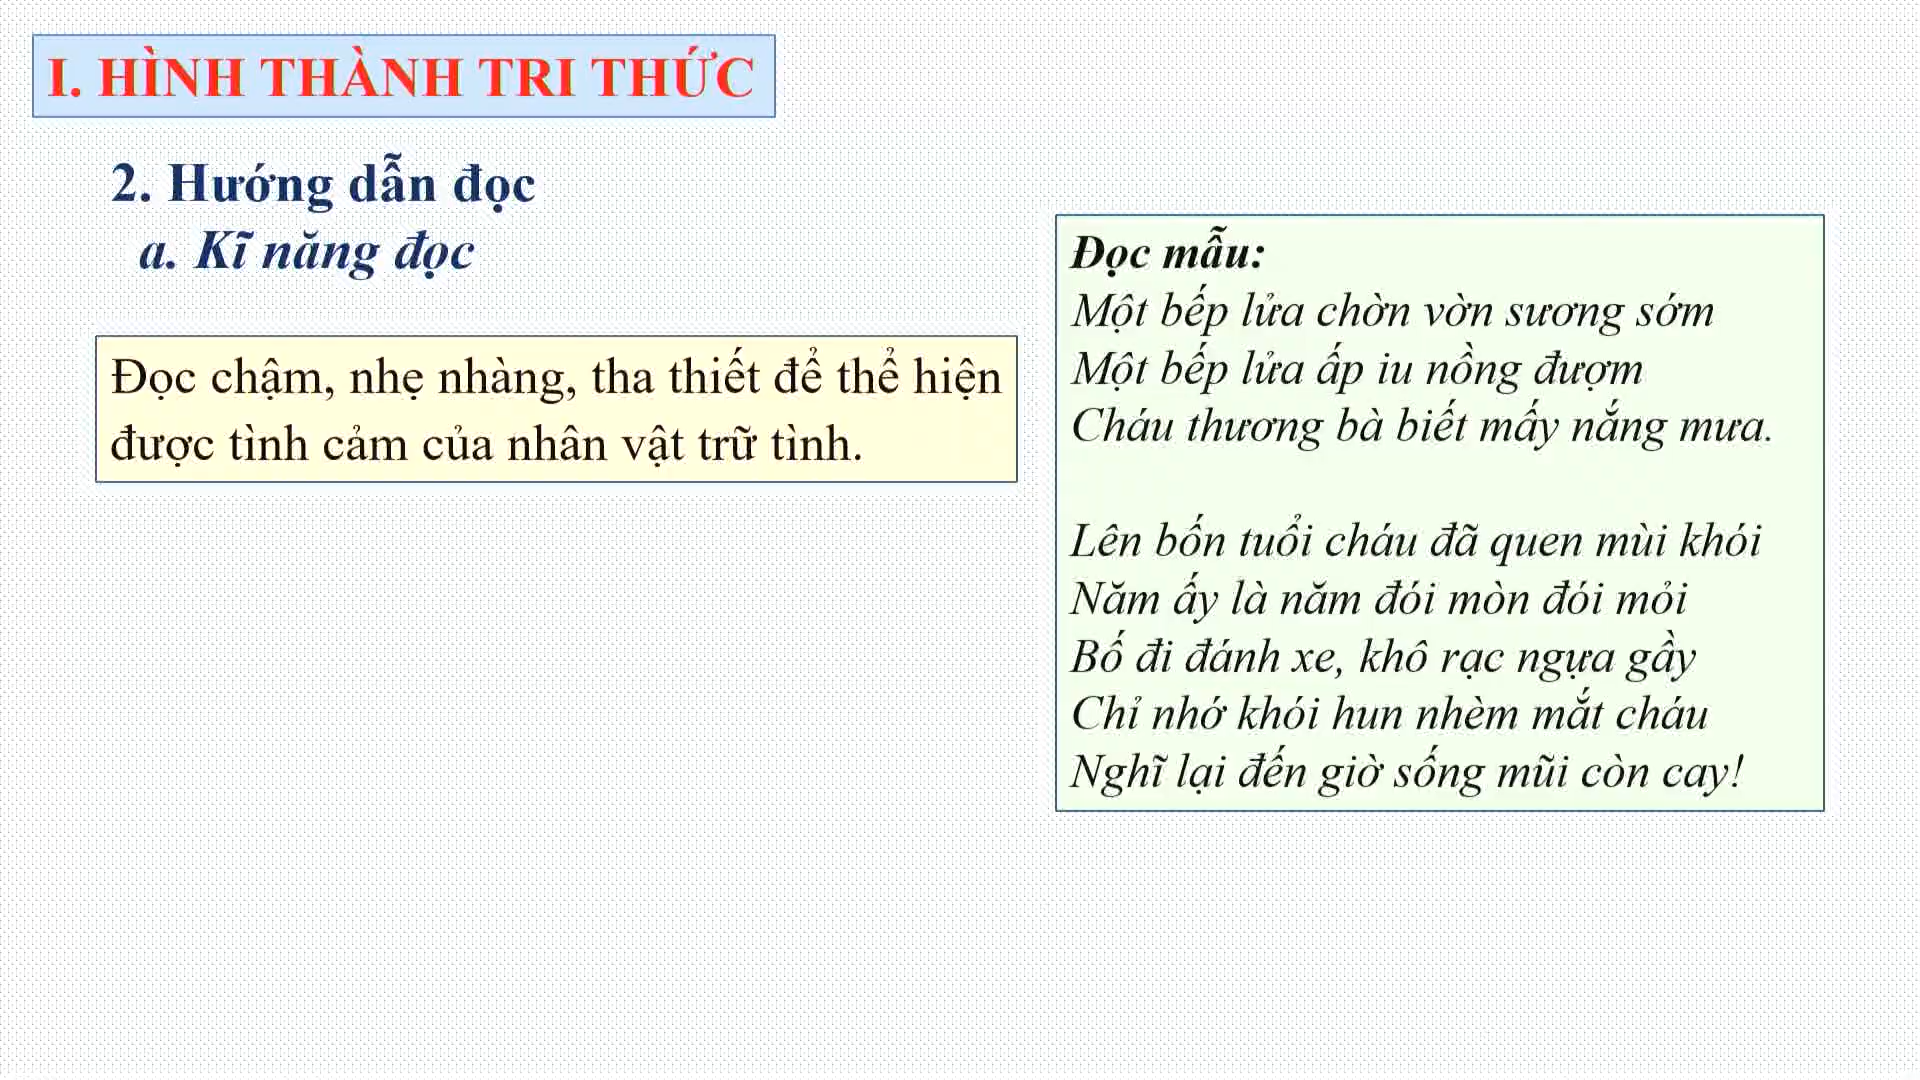 I. HÌNH THÀNH TRI THỨC
2. Hướng dẫn đọc
a. Kĩ năng đọc
Đọc chậm, nhẹ nhàng, tha thiết để thể hiện
được tình cảm của nhân vật trữ tình.
Đọc mẫu:
Một bếp lửa chờn vờn sương sớm
Một bếp lửa ấp iu nồng đượm
Cháu thương bà biết mấy nắng mưa.
Lên bốn tuổi cháu đã quen mùi khói
Năm ấy là năm đói mòn đói mỏi
Bố đi đánh xe, khô rạc ngựa gầy
Chỉ nhớ khói hun nhèm mắt cháu
Nghĩ lại đến giờ sống mũi còn cay!